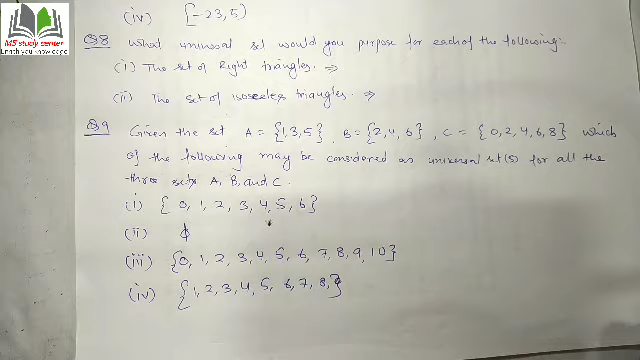 (iv) [-23, 5)
MS study center
Enrich you knowledge
Q8 What universal set would you purpose for each of the following:
(i) The set of Right triangles. ⇒
(ii) The set of isosceles triangles. ⇒
Q9 Given the set A = {1,3,5}, B = {2,4,6}, C = {0,2,4,6,8} which
of the following may be considered as universal set(s) for all the
three sets A, B, and C.
(i) {0, 1, 2, 3, 4, 5, 6}
(ii) ϕ
(iii) {0, 1, 2, 3, 4, 5, 6, 7, 8, 9, 10}
(iv) {1, 2, 3, 4, 5, 6, 7, 8, }